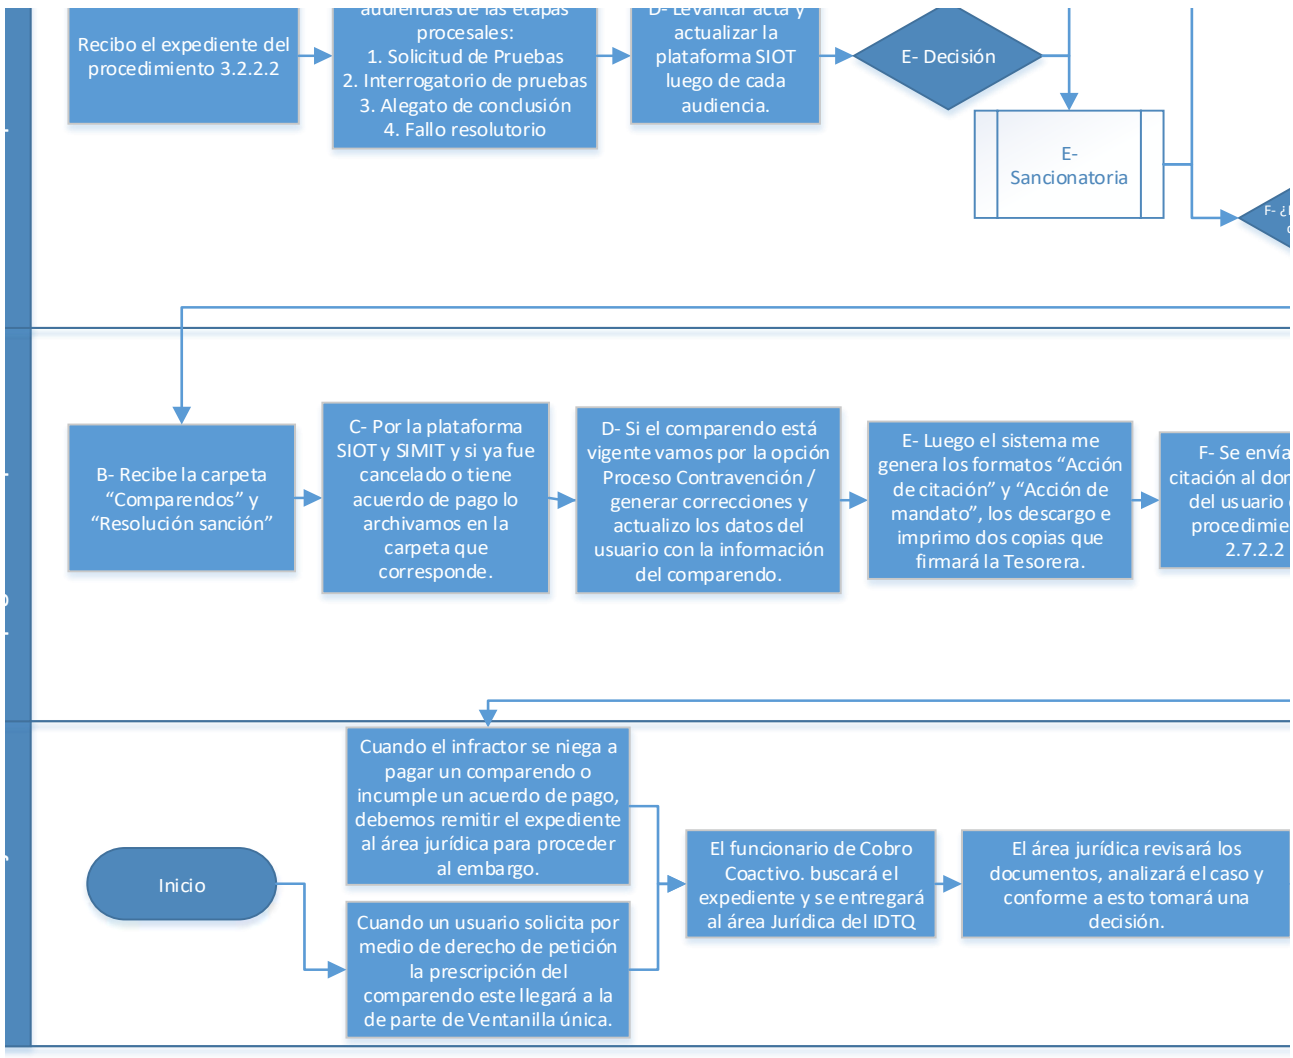 Recibo el expediente del
procedimiento 3.2.2.2
audiencias de las etapas
procesales:
1. Solicitud de Pruebas
2. Interrogatorio de pruebas
3. Alegato de conclusión
4. Fallo resolutorio
D- Levantar acta y
actualizar la
plataforma SIOT
luego de cada
audiencia.
E- Decisión
E-
Sancionatoria
F- ¿
B- Recibe la carpeta
“Comparendos” y
“Resolución sanción”
C- Por la plataforma
SIOT y SIMIT y si ya fue
cancelado o tiene
acuerdo de pago lo
archivamos en la
carpeta que
corresponde.
D- Si el comparendo está
vigente vamos por la opción
Proceso Contravención /
generar correcciones y
actualizo los datos del
usuario con la información
del comparendo.
E- Luego el sistema me
genera los formatos “Acción
de citación” y “Acción de
mandato”, los descargo e
imprimo dos copias que
firmará la Tesorera.
F- Se envía
citación al
del usuario
2.7.2.2
Cuando el infractor se niega a
pagar un comparendo o
incumple un acuerdo de pago,
debemos remitir el expediente
al área jurídica para proceder
al embargo.
Inicio
Cuando un usuario solicita por
medio de derecho de petición
la prescripción del
comparendo este llegará a la
de parte de Ventanilla única.
El funcionario de Cobro
Coactivo. buscará el
expediente y se entregará
al área Jurídica del IDTQ
El área jurídica revisará los
documentos, analizará el caso y
conforme a esto tomará una
decisión.